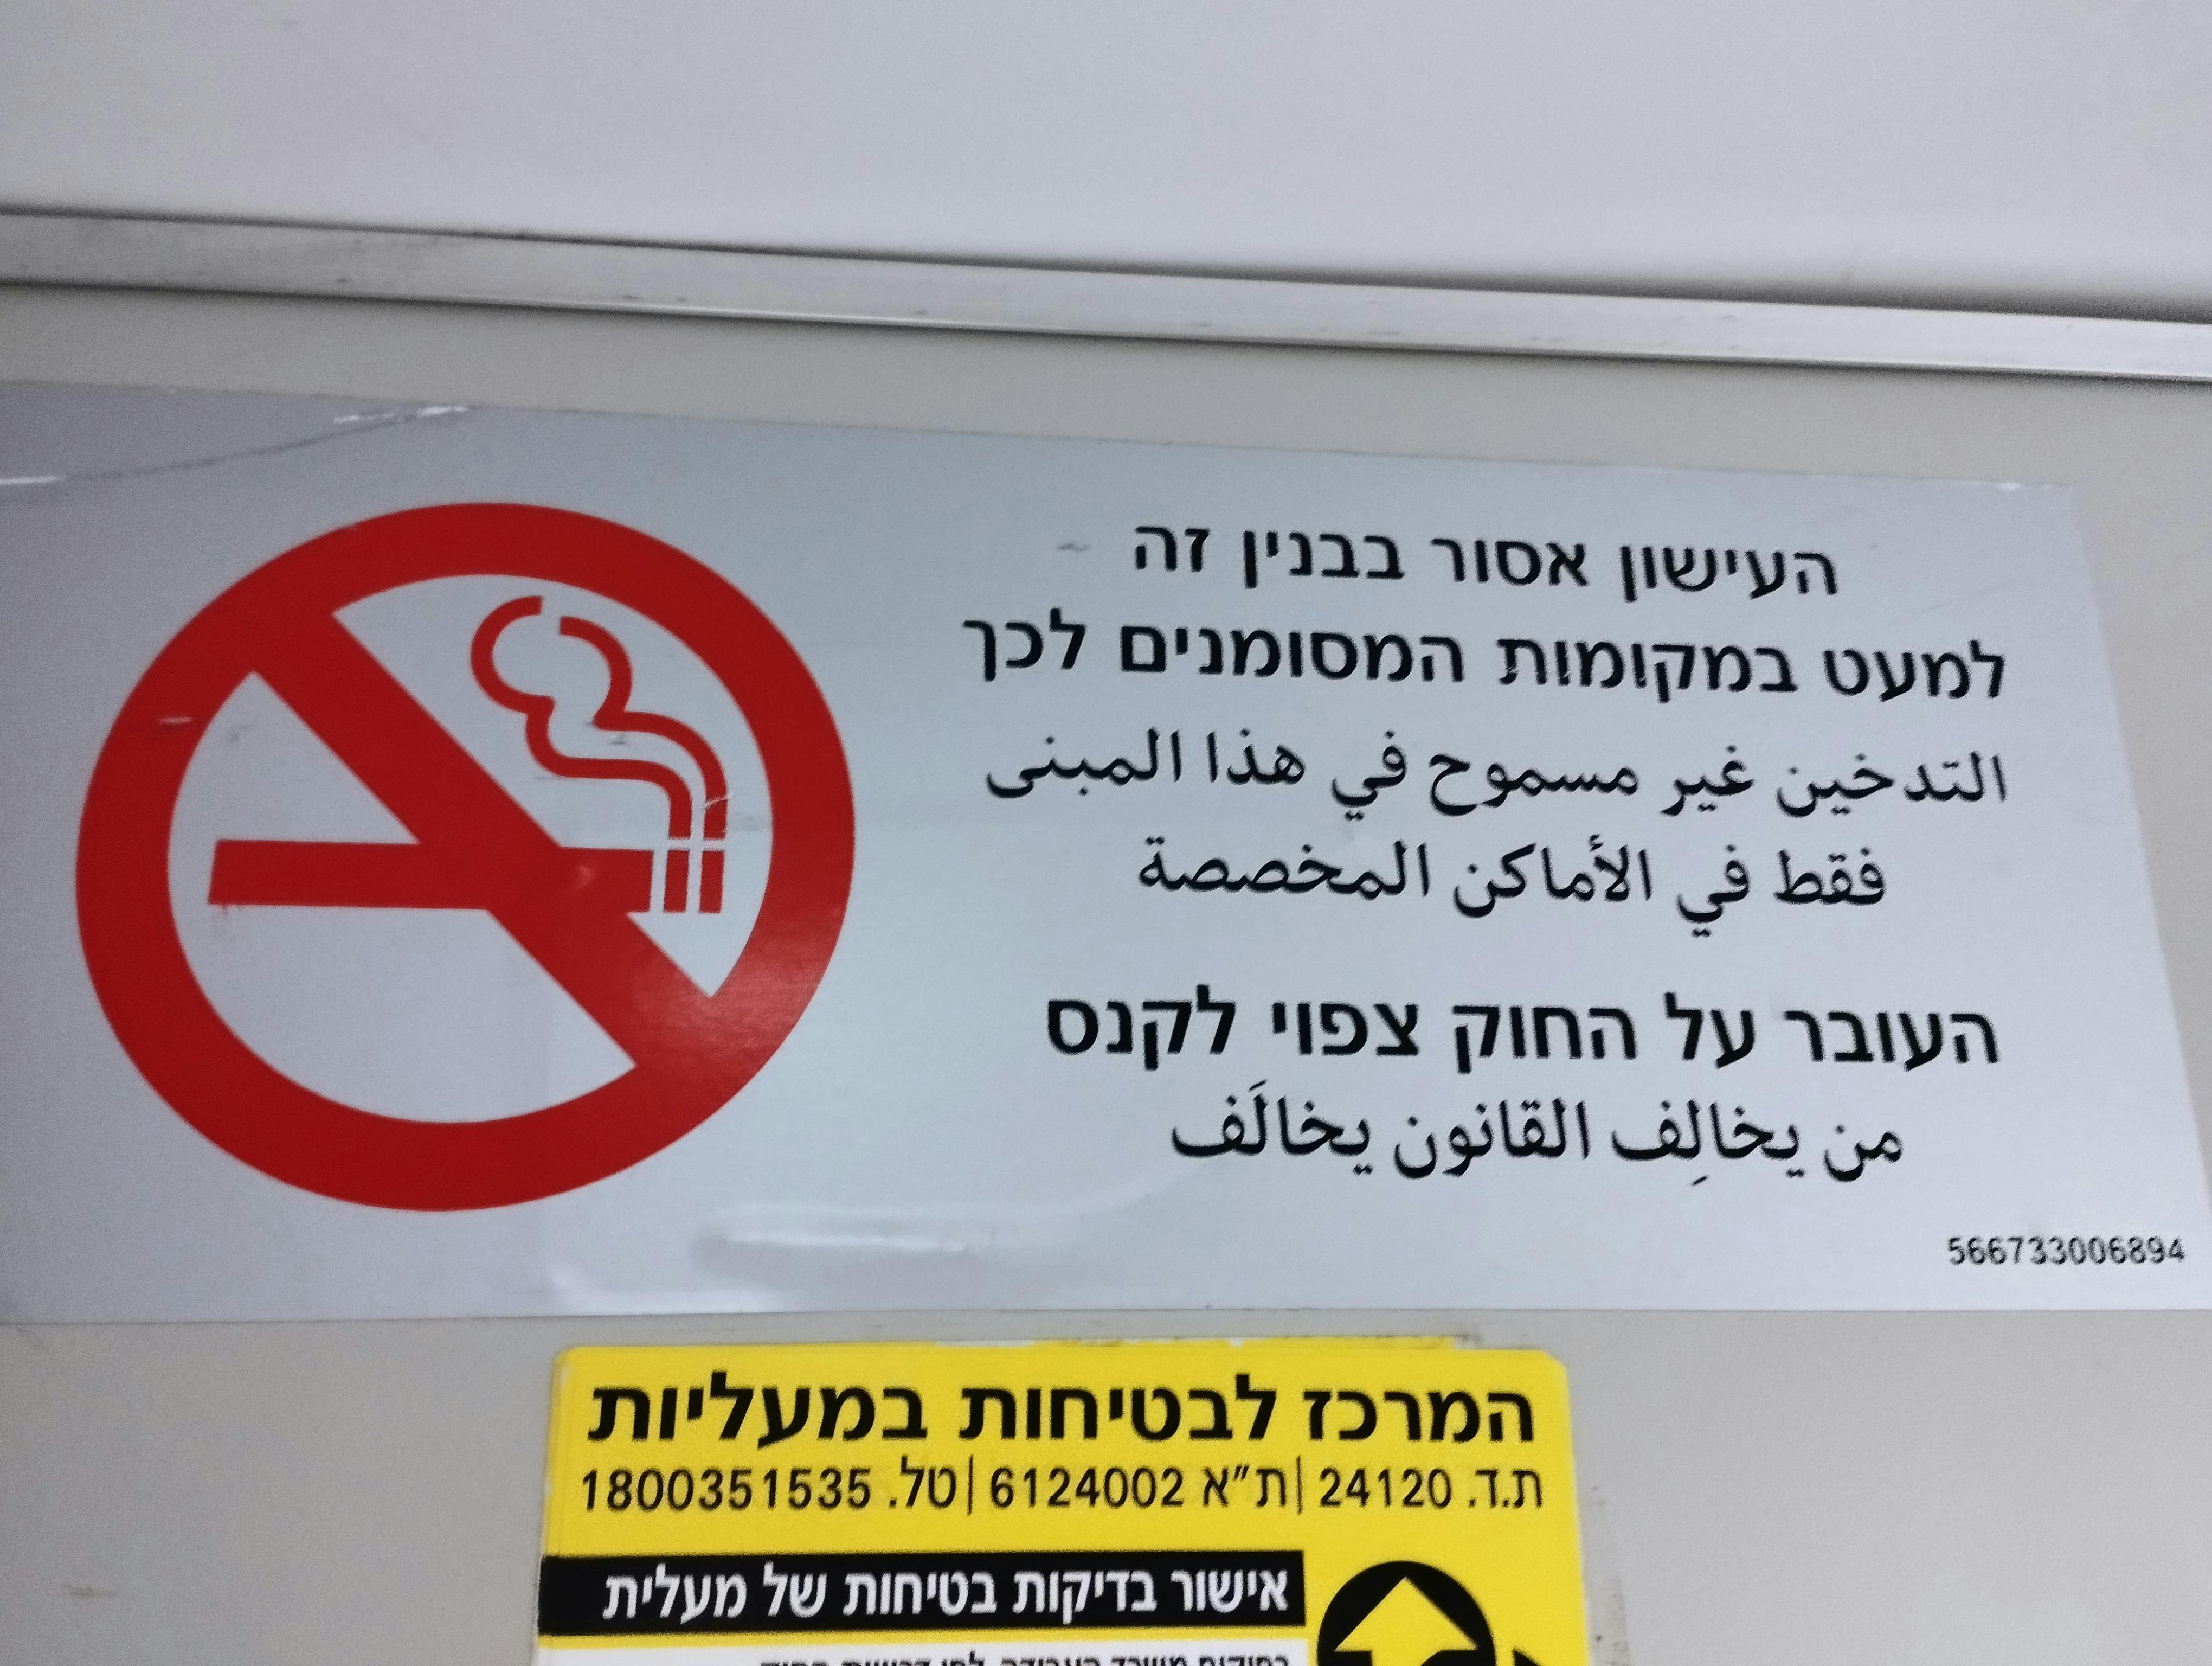 העישון אסור בבנין זה
למעט במקומות המסומנים לכך
التدخين غير مسموح في هذا المبنى
فقط في الأماكن المخصصة
העובר על החוק צפוי לקנס
من يخالِف القانون يخالَف
566733006894
המרכז לבטיחות במעליות
ת.ד. 24120 | ת"א 6124002 | טל. 1800351535
אישור בדיקות בטיחות של מעלית